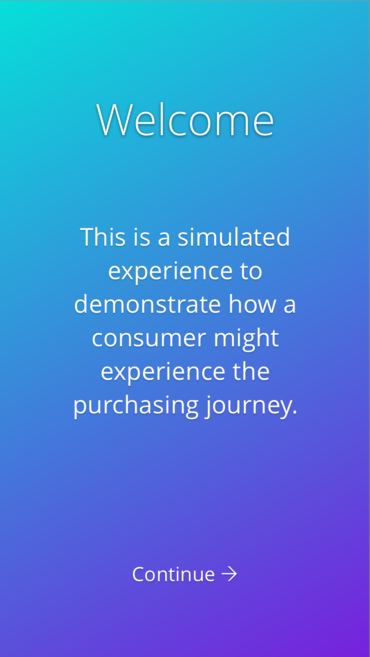 Welcome
This is a simulated
experience to
demonstrate how a
consumer might
experience the
purchasing journey.
Continue →